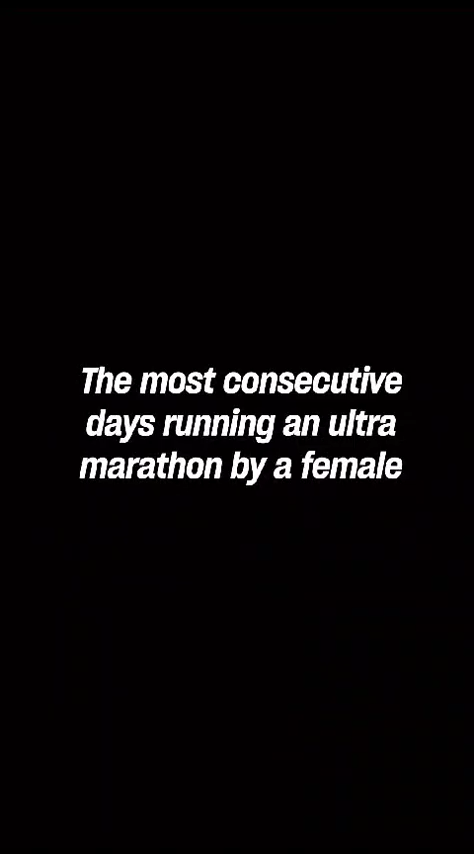 The most consecutive
days running an ultra
marathon by a female